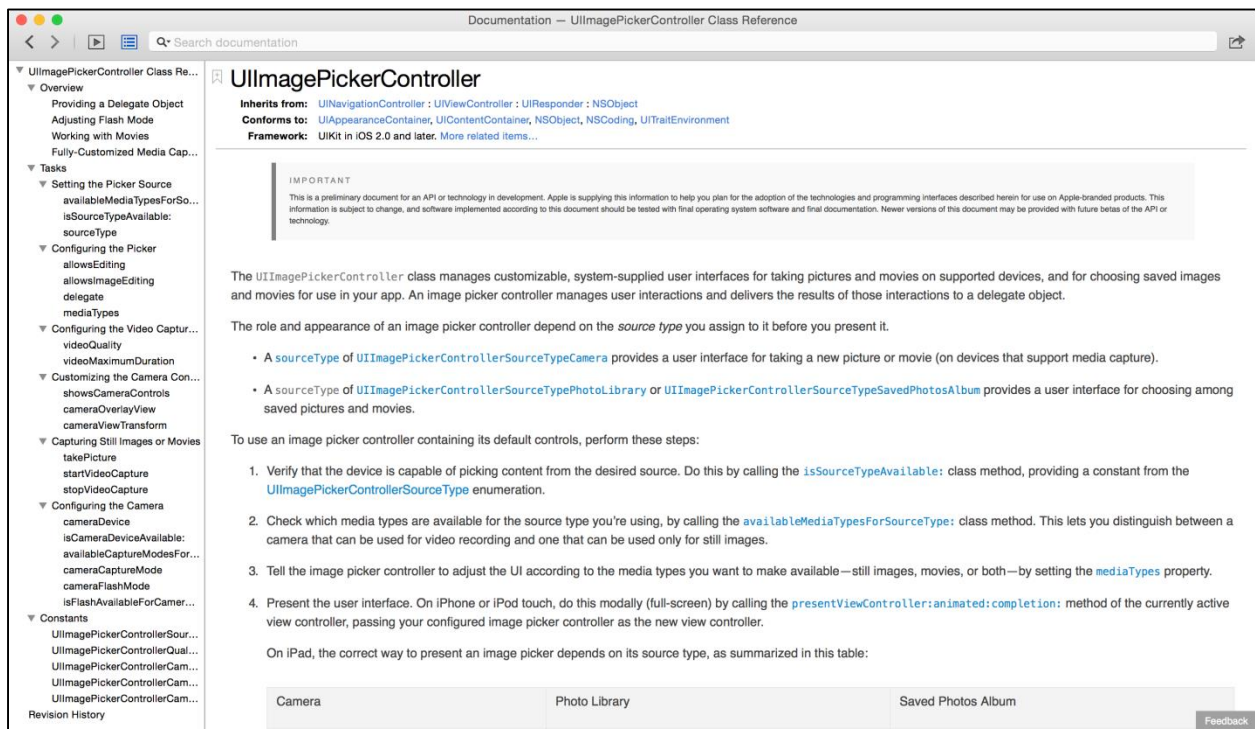 Documentation — UIImagePickerController Class Reference
Search documentation
UIImagePickerController Class Re...
Overview
Providing a Delegate Object
Adjusting Flash Mode
Working with Movies
Fully-Customized Media Cap...
Tasks
Setting the Picker Source
availableMediaTypesForSo...
isSourceTypeAvailable:
sourceType
Configuring the Picker
allowsEditing
allowsImageEditing
delegate
mediaTypes
Configuring the Video Captur...
videoQuality
videoMaximumDuration
Customizing the Camera Con...
showsCameraControls
cameraOverlayView
cameraViewTransform
Capturing Still Images or Movies
takePicture
startVideoCapture
stopVideoCapture
Configuring the Camera
cameraDevice
isCameraDeviceAvailable:
availableCaptureModesFor...
cameraCaptureMode
cameraFlashMode
isFlashAvailableForCamer...
Constants
UIImagePickerControllerSour...
UIImagePickerControllerQual...
UIImagePickerControllerCam...
UIImagePickerControllerCam...
UIImagePickerControllerCam...
Revision History
UIImagePickerController
Inherits from: UINavigationController : UIViewController : UIResponder : NSObject
Conforms to: UIAppearanceContainer, UIContentContainer, NSObject, NSCoding, UITraitEnvironment
Framework: UIKit in iOS 2.0 and later. More related items...
IMPORTANT
This is a preliminary document for an API or technology in development. Apple is supplying this information to help you plan for the adoption of the technologies and programming interfaces described herein for use on Apple-branded products. This
information is subject to change, and software implemented according to this document should be tested with final operating system software and final documentation. Newer versions of this document may be provided with future betas of the API or
technology.
The UIImagePickerController class manages customizable, system-supplied user interfaces for taking pictures and movies on supported devices, and for choosing saved images
and movies for use in your app. An image picker controller manages user interactions and delivers the results of those interactions to a delegate object.
The role and appearance of an image picker controller depend on the source type you assign to it before you present it.
• A sourceType of UIImagePickerControllerSourceTypeCamera provides a user interface for taking a new picture or movie (on devices that support media capture).
• A sourceType of UIImagePickerControllerSourceTypePhotoLibrary or UIImagePickerControllerSourceTypeSavedPhotosAlbum provides a user interface for choosing among
saved pictures and movies.
To use an image picker controller containing its default controls, perform these steps:
1. Verify that the device is capable of picking content from the desired source. Do this by calling the isSourceTypeAvailable: class method, providing a constant from the
UIImagePickerControllerSourceType enumeration.
2. Check which media types are available for the source type you're using, by calling the availableMediaTypesForSourceType: class method. This lets you distinguish between a
camera that can be used for video recording and one that can be used only for still images.
3. Tell the image picker controller to adjust the UI according to the media types you want to make available—still images, movies, or both—by setting the mediaTypes property.
4. Present the user interface. On iPhone or iPod touch, do this modally (full-screen) by calling the presentViewController:animated:completion: method of the currently active
view controller, passing your configured image picker controller as the new view controller.
On iPad, the correct way to present an image picker depends on its source type, as summarized in this table:
Camera Photo Library Saved Photos Album
Feedback